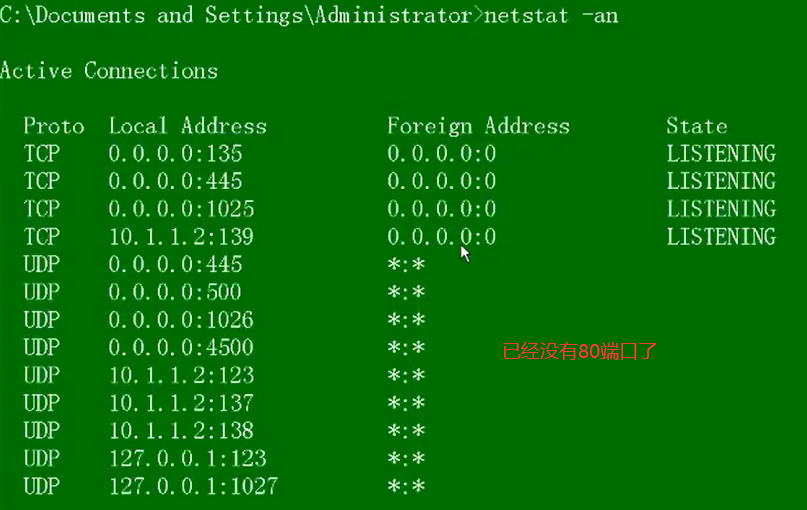 C:\Documents and Settings\Administrator>netstat -an
Active Connections
Proto Local Address Foreign Address State
TCP 0.0.0.0:135 0.0.0.0:0 LISTENING
TCP 0.0.0.0:445 0.0.0.0:0 LISTENING
TCP 0.0.0.0:1025 0.0.0.0:0 LISTENING
TCP 10.1.1.2:139 0.0.0.0:0 LISTENING
UDP 0.0.0.0:445 *:*
UDP 0.0.0.0:500 *:*
UDP 0.0.0.0:1026 *:*
UDP 0.0.0.0:4500 *:*
已经没有80端口了
UDP 10.1.1.2:123 *:*
UDP 10.1.1.2:137 *:*
UDP 10.1.1.2:138 *:*
UDP 127.0.0.1:123 *:*
UDP 127.0.0.1:1027 *:*